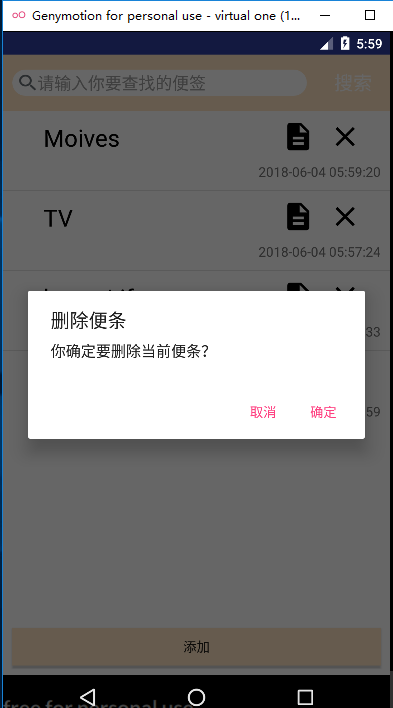 Genymotion for personal use - virtual one (1...
5:59
请输入你要查找的便签
搜索
Moives
2018-06-04 05:59:20
TV
2018-06-04 05:57:24
33
删除便条
你确定要删除当前便条？
取消
确定
59
添加
free for personal use